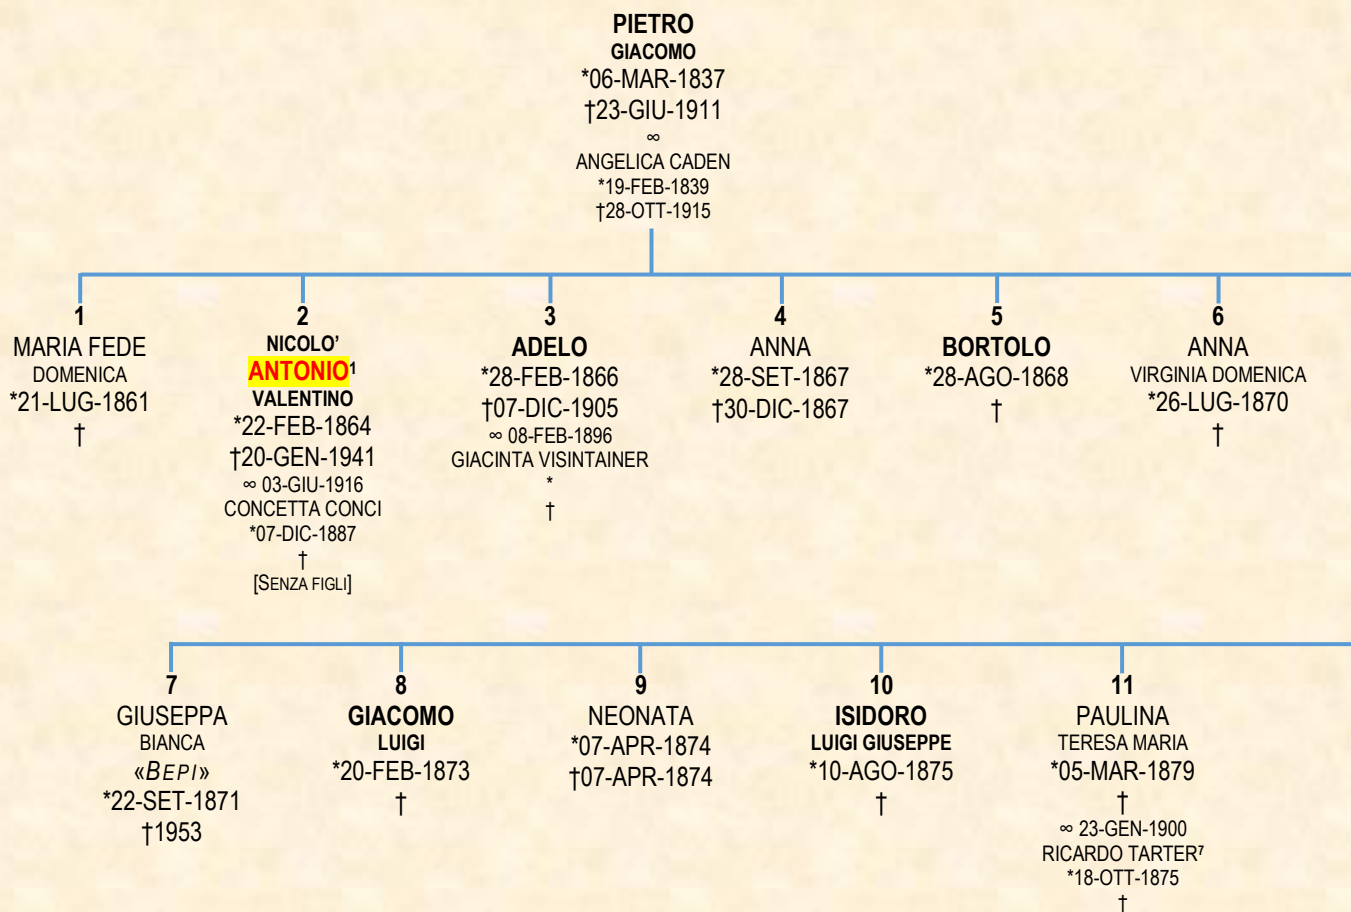 PIETRO
GIACOMO
*06-MAR-1837
†23-GIU-1911
∞
ANGELICA CADEN
*19-FEB-1839
†28-OTT-1915
1
MARIA FEDE
DOMENICA
*21-LUG-1861
†
2
NICOLO’
ANTONIO¹
VALENTINO
*22-FEB-1864
†20-GEN-1941
∞ 03-GIU-1916
CONCETTA CONCI
*07-DIC-1887
†
[SENZA FIGLI]
3
ADELO
*28-FEB-1866
†07-DIC-1905
∞ 08-FEB-1896
GIACINTA VISINTAINER
*
†
4
ANNA
*28-SET-1867
†30-DIC-1867
5
BORTOLO
*28-AGO-1868
†
6
ANNA
VIRGINIA DOMENICA
*26-LUG-1870
†
7
GIUSEPPA
BIANCA
«BEPI»
*22-SET-1871
†1953
8
GIACOMO
LUIGI
*20-FEB-1873
†
9
NEONATA
*07-APR-1874
†07-APR-1874
10
ISIDORO
LUIGI GIUSEPPE
*10-AGO-1875
†
11
PAULINA
TERESA MARIA
*05-MAR-1879
†
∞ 23-GEN-1900
RICARDO TARTER⁷
*18-OTT-1875
†